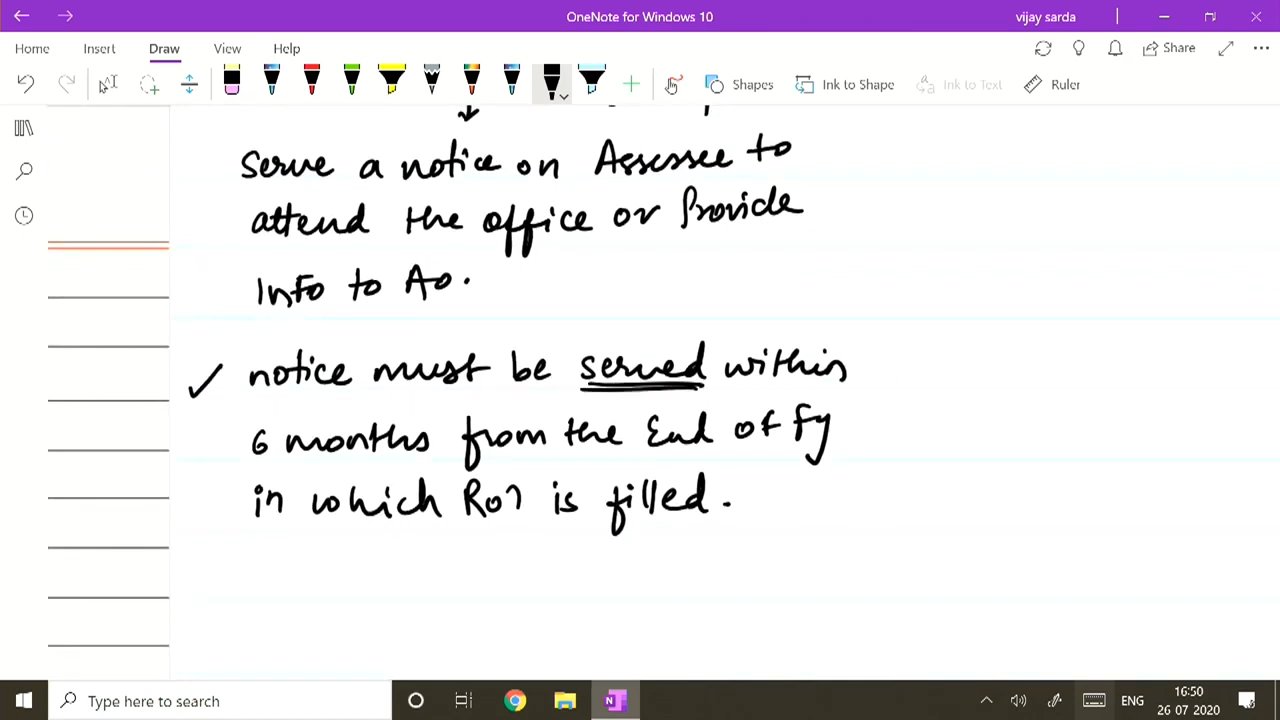 OneNote for Windows 10
vijay sarda
Home Insert Draw View Help
Share
Shapes
Ink to Shape
Ink to Text
Ruler
Serve a notice on Assessee to
attend the office or Provide
Info to AO.
✓ notice must be served within
6 months from the End of Fy
in which ROI is filled.
Type here to search
ENG
16:50
26-07-2020